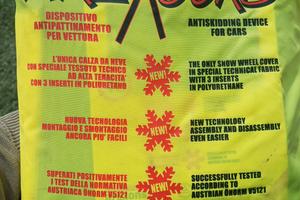 DISPOSITIVO
ANTIPATTINAMENTO
PER VETTURA
ANTISKIDDING DEVICE
FOR CARS
L'UNICA CALZA DA NEVE
CON SPECIALE TESSUTO TECNICO
AD ALTA TENACITÀ
CON 3 INSERTI IN POLIURETANO
NEW!
THE ONLY SNOW WHEEL COVER
IN SPECIAL TECHNICAL FABRIC
WITH 3 INSERTS
IN POLYURETHANE
NUOVA TECNOLOGIA
MONTAGGIO E SMONTAGGIO
ANCORA PIU' FACILI
NEW!
NEW TECHNOLOGY
ASSEMBLY AND DISASSEMBLY
EVEN EASIER
SUPERATI POSITIVAMENTE
I TEST DELLA NORMATIVA
AUSTRIACA ÖNORM V5121
NEW!
SUCCESSFULLY TESTED
ACCORDING TO
AUSTRIAN ÖNORM V5121